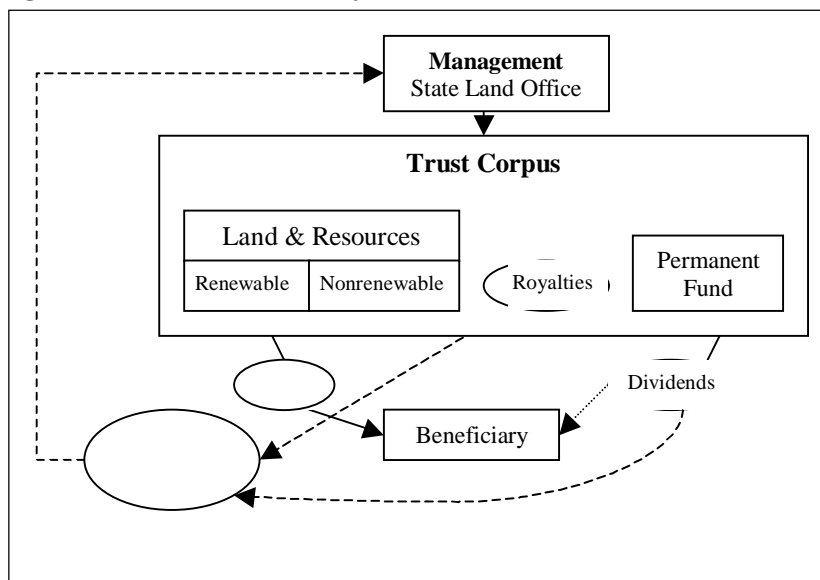 Management
State Land Office
Trust Corpus
Land & Resources
Renewable
Nonrenewable
Royalties
Permanent
Fund
Dividends
Beneficiary